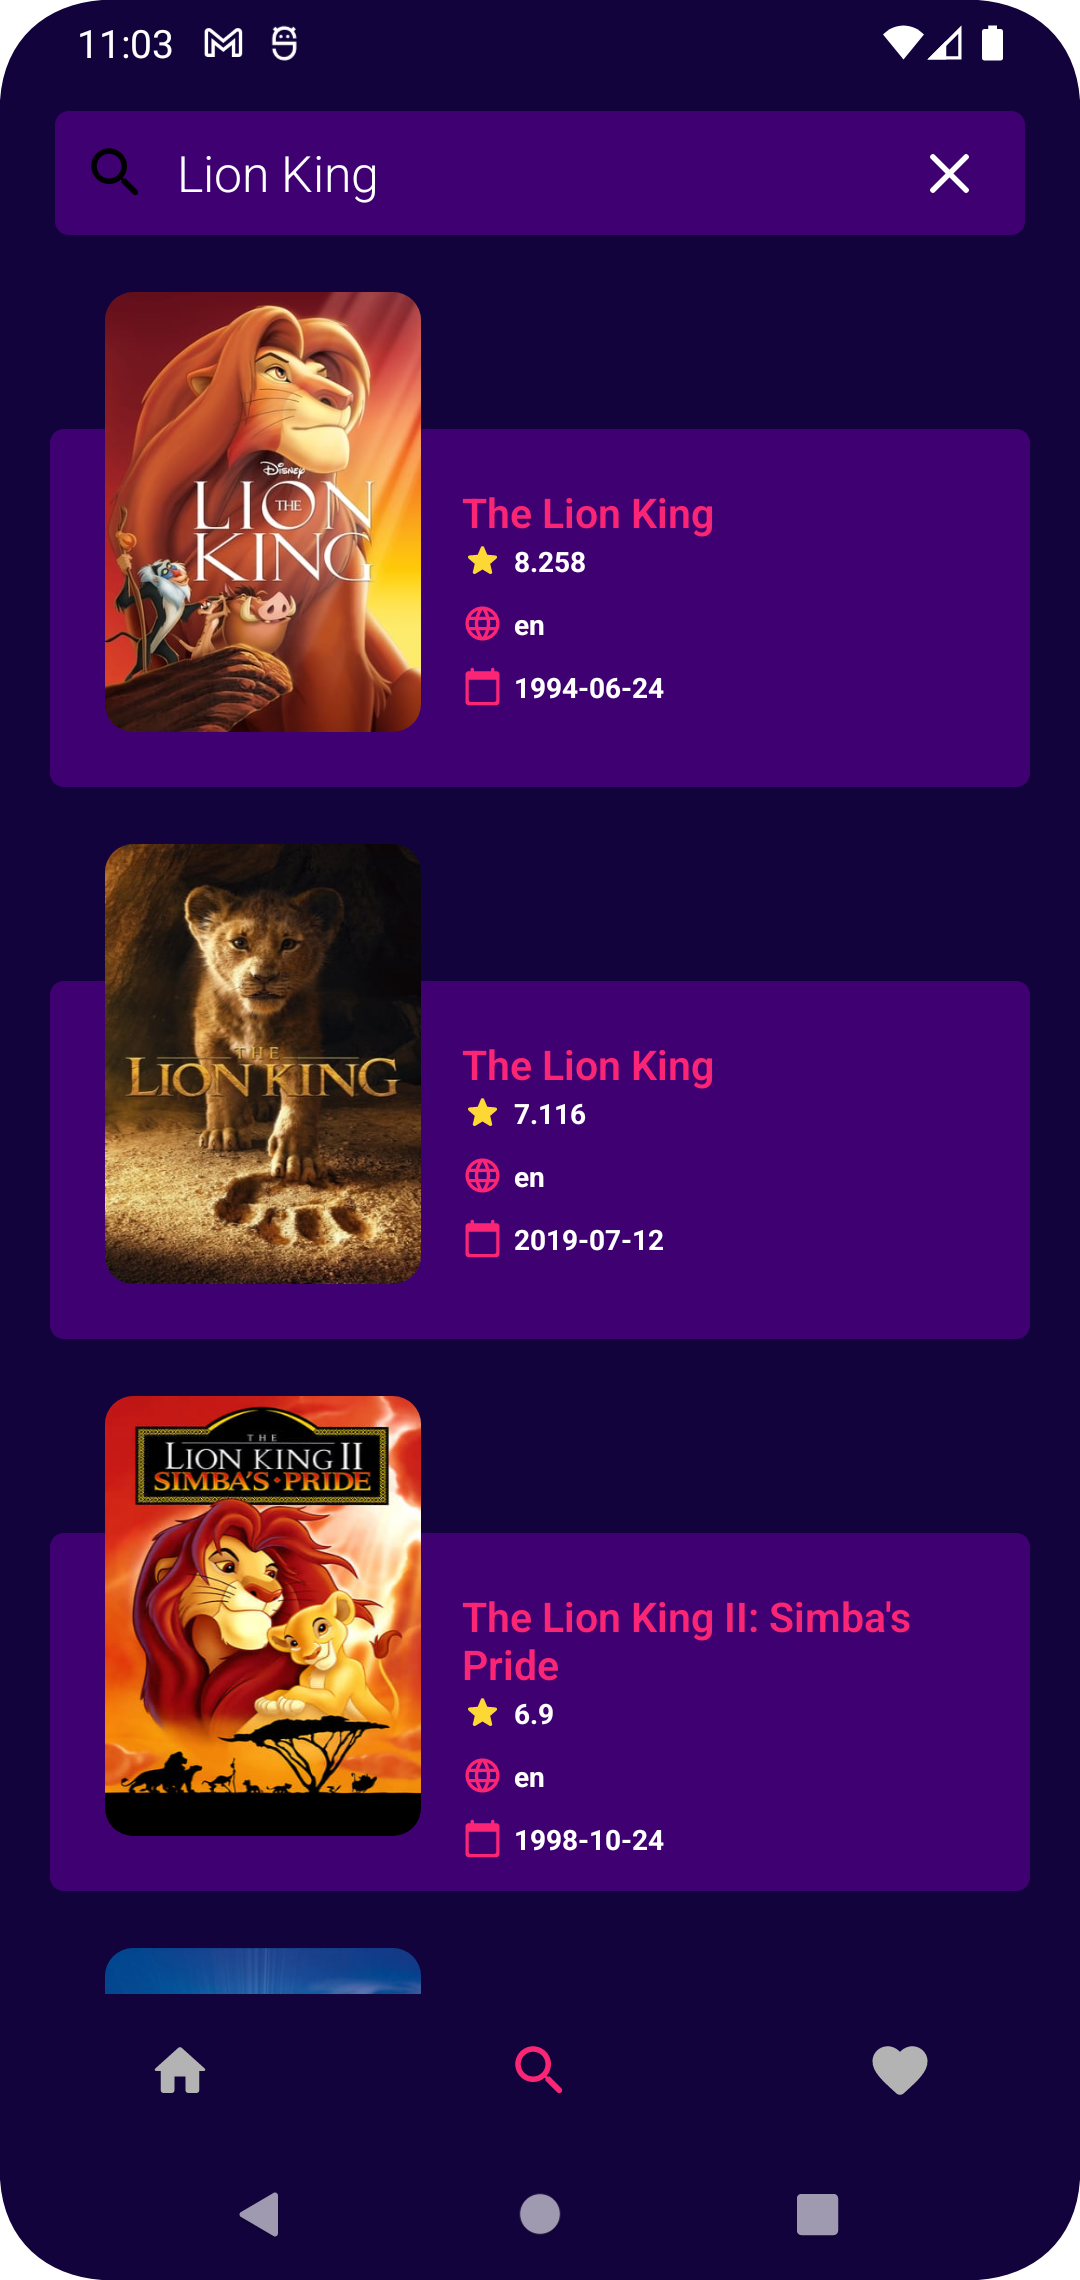 11:03
Lion King
Disney
THE
LION
KING
The Lion King
8.258
en
1994-06-24
THE
LION KING
The Lion King
7.116
en
2019-07-12
THE
LION KING II
SIMBA'S PRIDE
The Lion King II: Simba's
Pride
6.9
en
1998-10-24